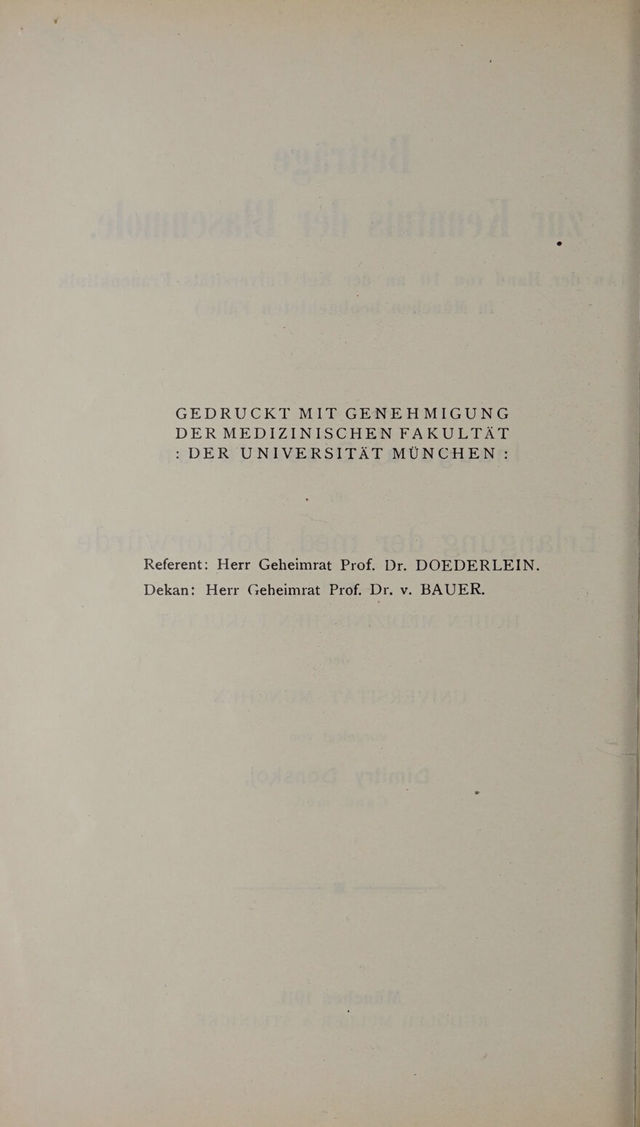 GEDRUCKT MIT GENEHMIGUNG
DER MEDIZINISCHEN FAKULTÄT
: DER UNIVERSITÄT MÜNCHEN :
Referent: Herr Geheimrat Prof. Dr. DOEDERLEIN.
Dekan: Herr Geheimrat Prof. Dr. v. BAUER.